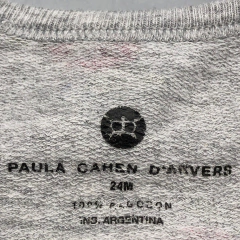 PAULA CAHEN D'ANVERS
24M
100% ALGODON
IND. ARGENTINA